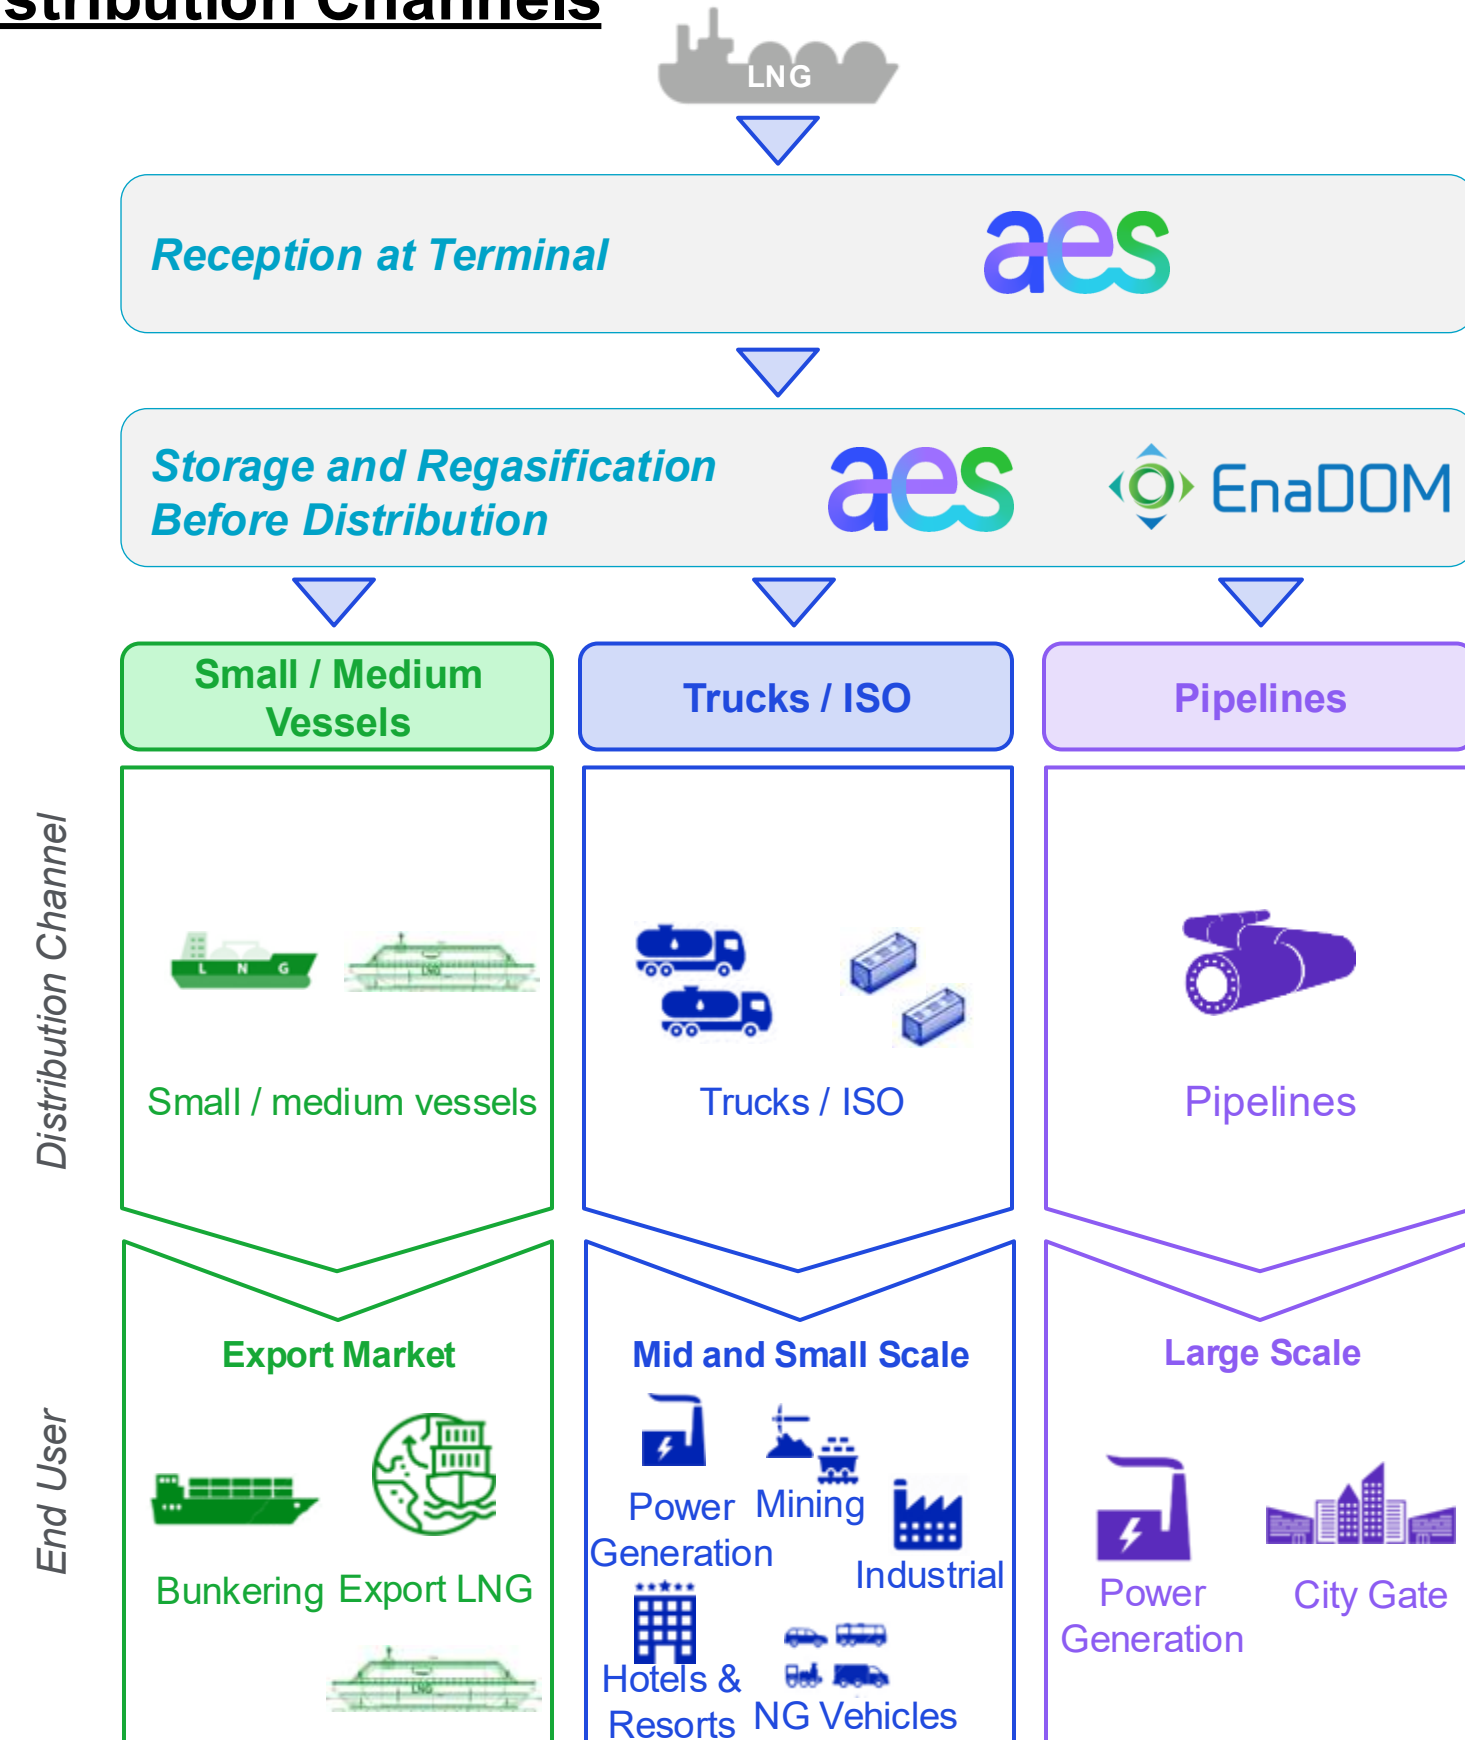 stribution Channels
LNG
Reception at Terminal
aes
Storage and Regasification
Before Distribution
aes
EnaDOM
Small / Medium
Vessels
Trucks / ISO
Pipelines
Distribution Channel
L N G
LNG
Small / medium vessels
Trucks / ISO
Pipelines
End User
Export Market
Mid and Small Scale
Large Scale
Bunkering
Export LNG
LNG
Power
Generation
Mining
Industrial
Hotels &
Resorts
NG Vehicles
Power
Generation
City Gate